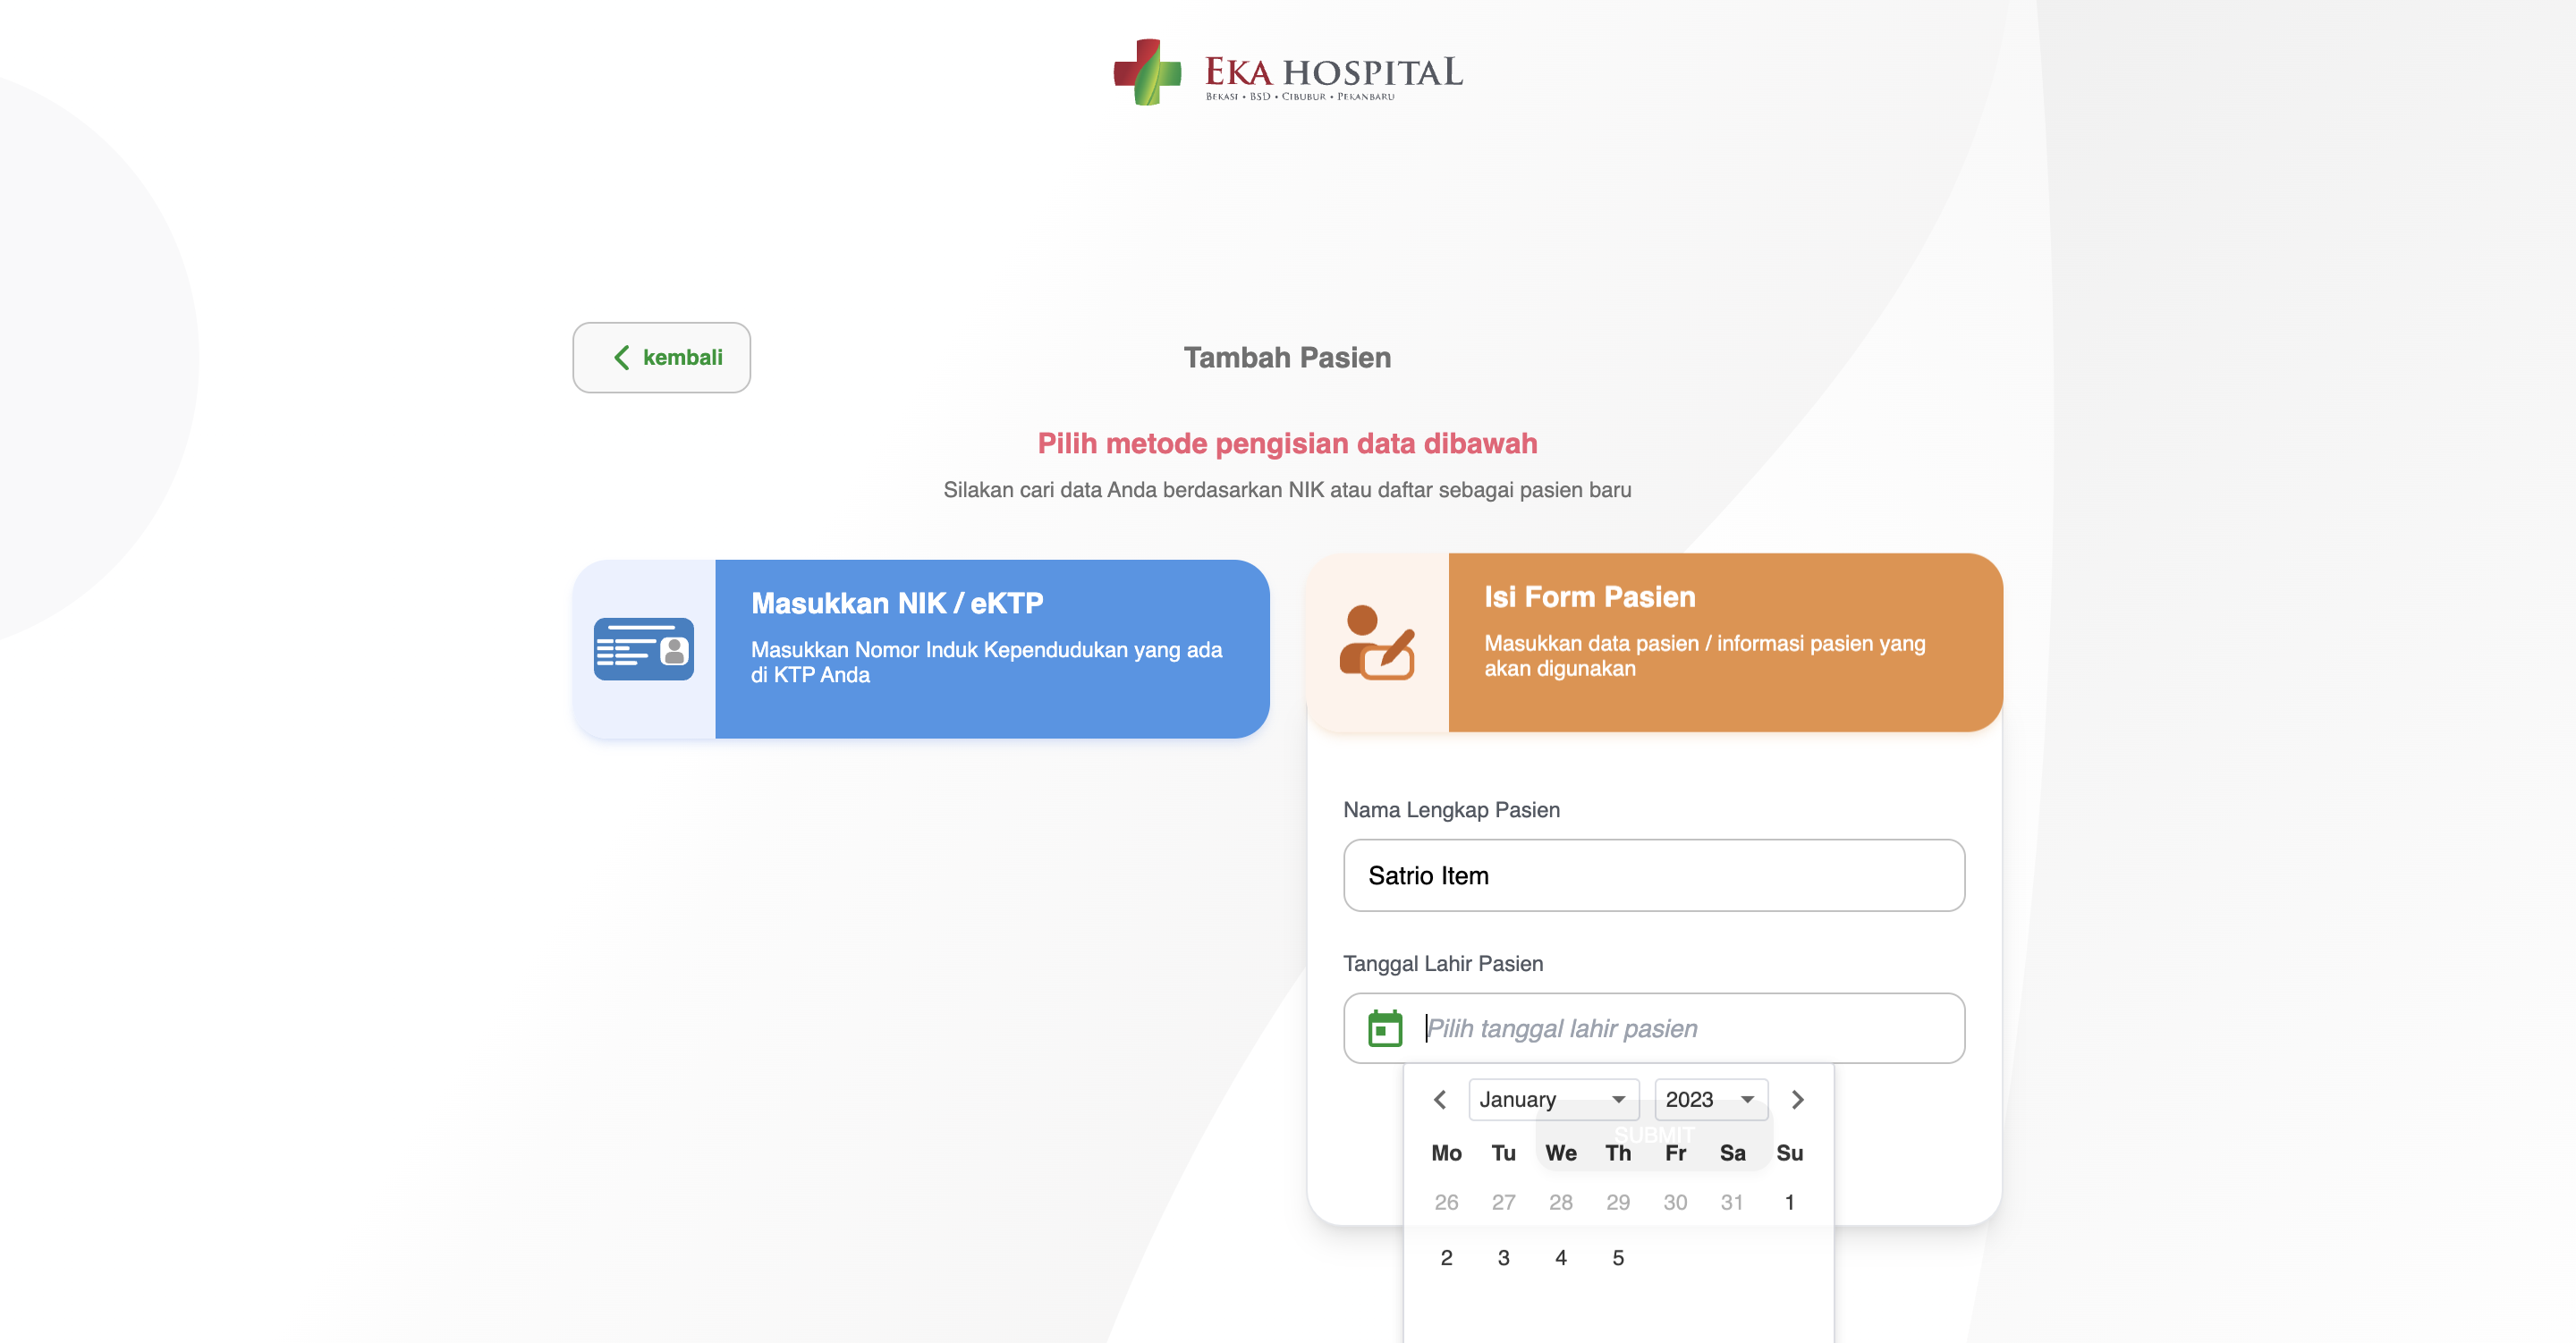 EKA HOSPITAL
BEKASI • BSD • CIBUBUR • PEKANBARU
kembali
Tambah Pasien
Pilih metode pengisian data dibawah
Silakan cari data Anda berdasarkan NIK atau daftar sebagai pasien baru
Masukkan NIK / eKTP
Masukkan Nomor Induk Kependudukan yang ada
di KTP Anda
Isi Form Pasien
Masukkan data pasien / informasi pasien yang
akan digunakan
Nama Lengkap Pasien
Satrio Item
Tanggal Lahir Pasien
Pilih tanggal lahir pasien
January 2023
SUBMIT
Mo Tu We Th Fr Sa Su
26 27 28 29 30 31 1
2 3 4 5